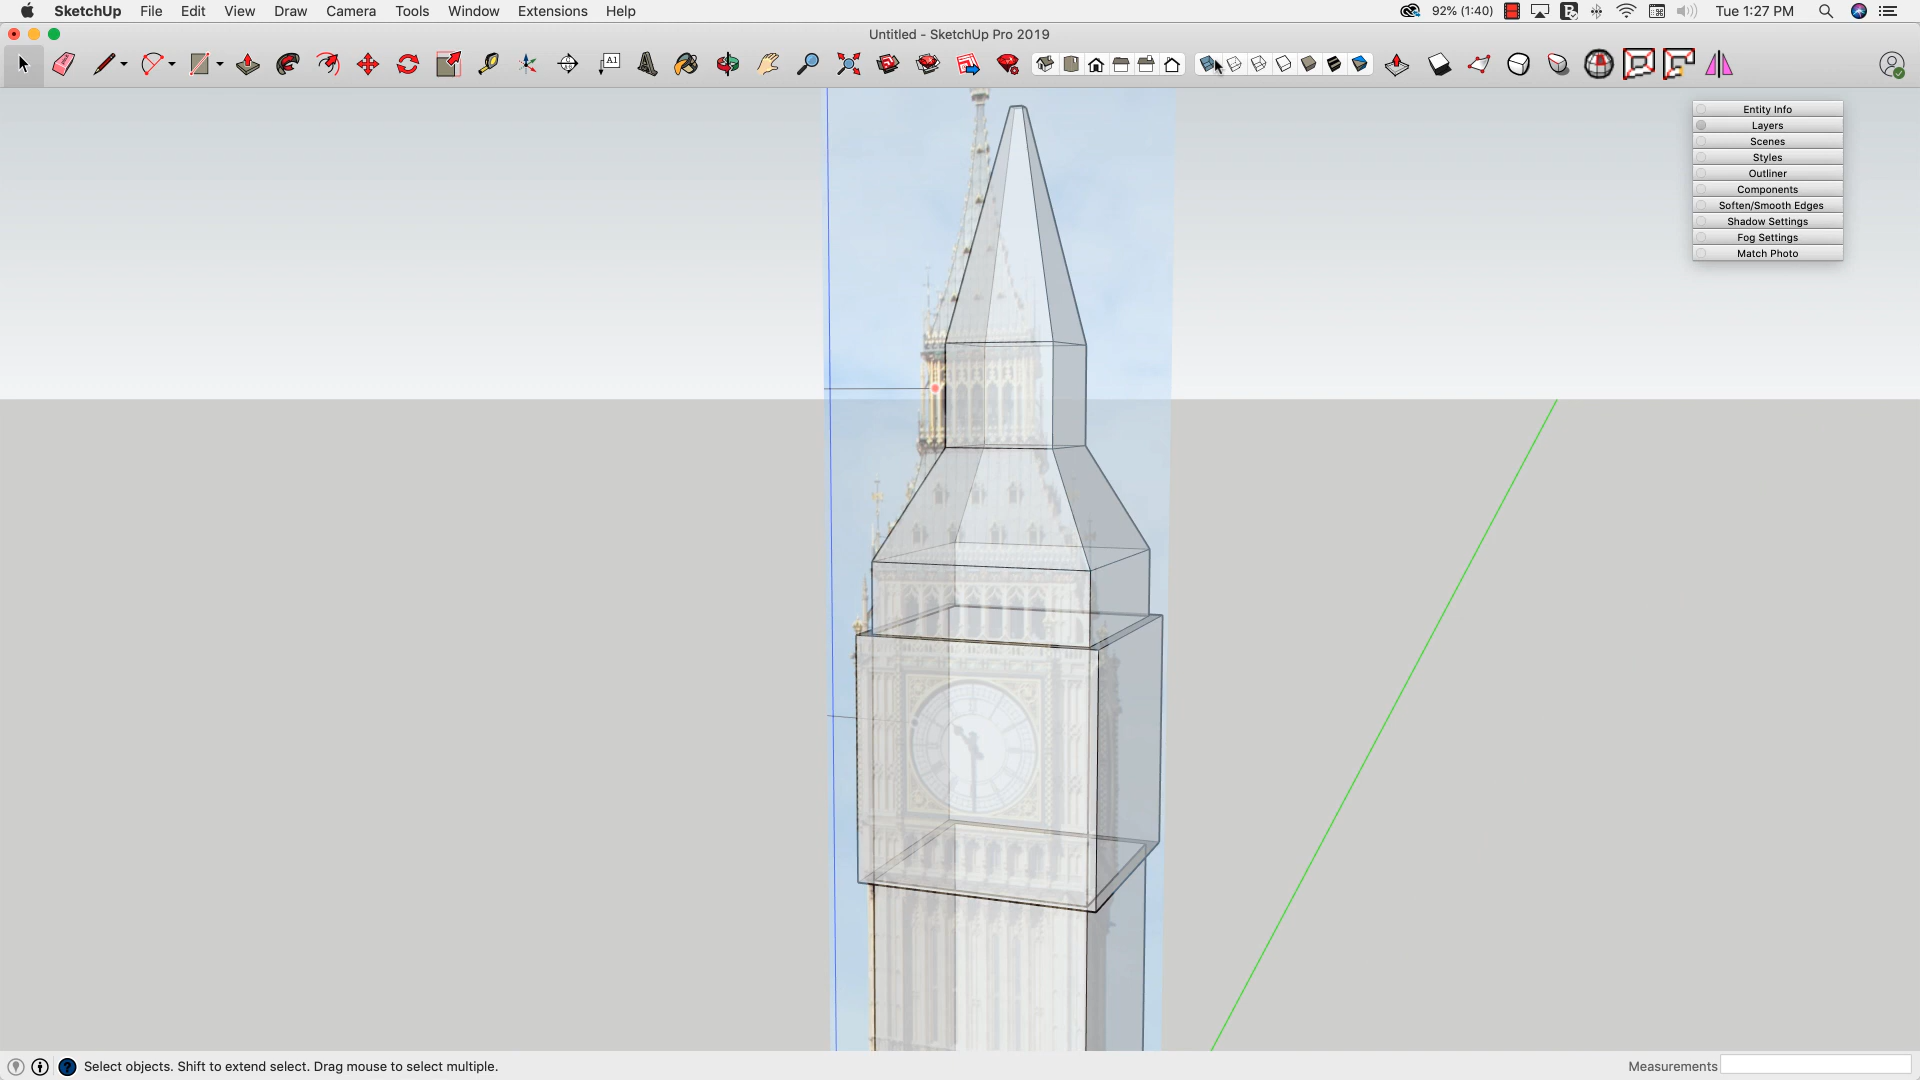 SketchUp File Edit View Draw Camera Tools Window Extensions Help 92% (1:40) Tue 1:27 PM
Untitled - SketchUp Pro 2019
A1
Entity Info
Layers
Scenes
Styles
Outliner
Components
Soften/Smooth Edges
Shadow Settings
Fog Settings
Match Photo
Select objects. Shift to extend select. Drag mouse to select multiple. Measurements